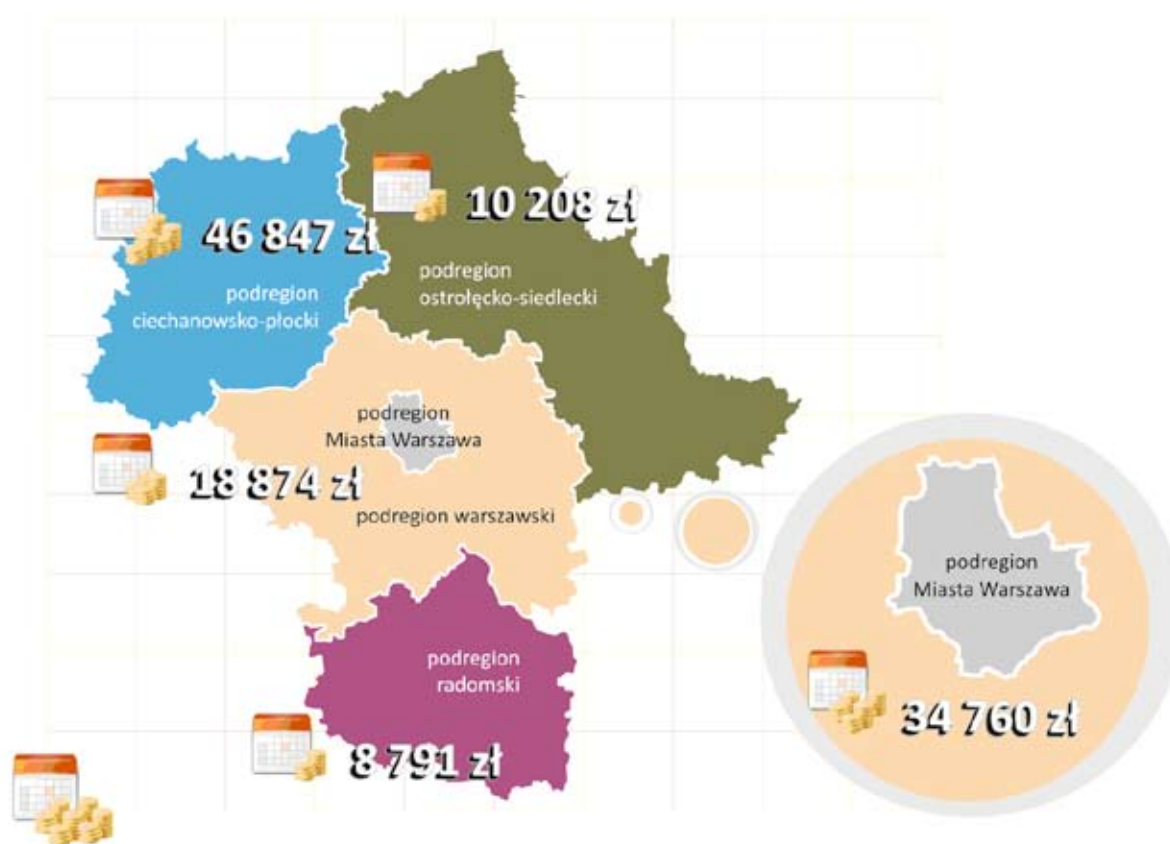 10 208 zł
46 847 zł
podregion
ostrołęcko-siedlecki
podregion
ciechanowsko-płocki
podregion
Miasta Warszawa
18 874 zł
podregion warszawski
podregion
Miasta Warszawa
34 760 zł
podregion
radomski
8 791 zł